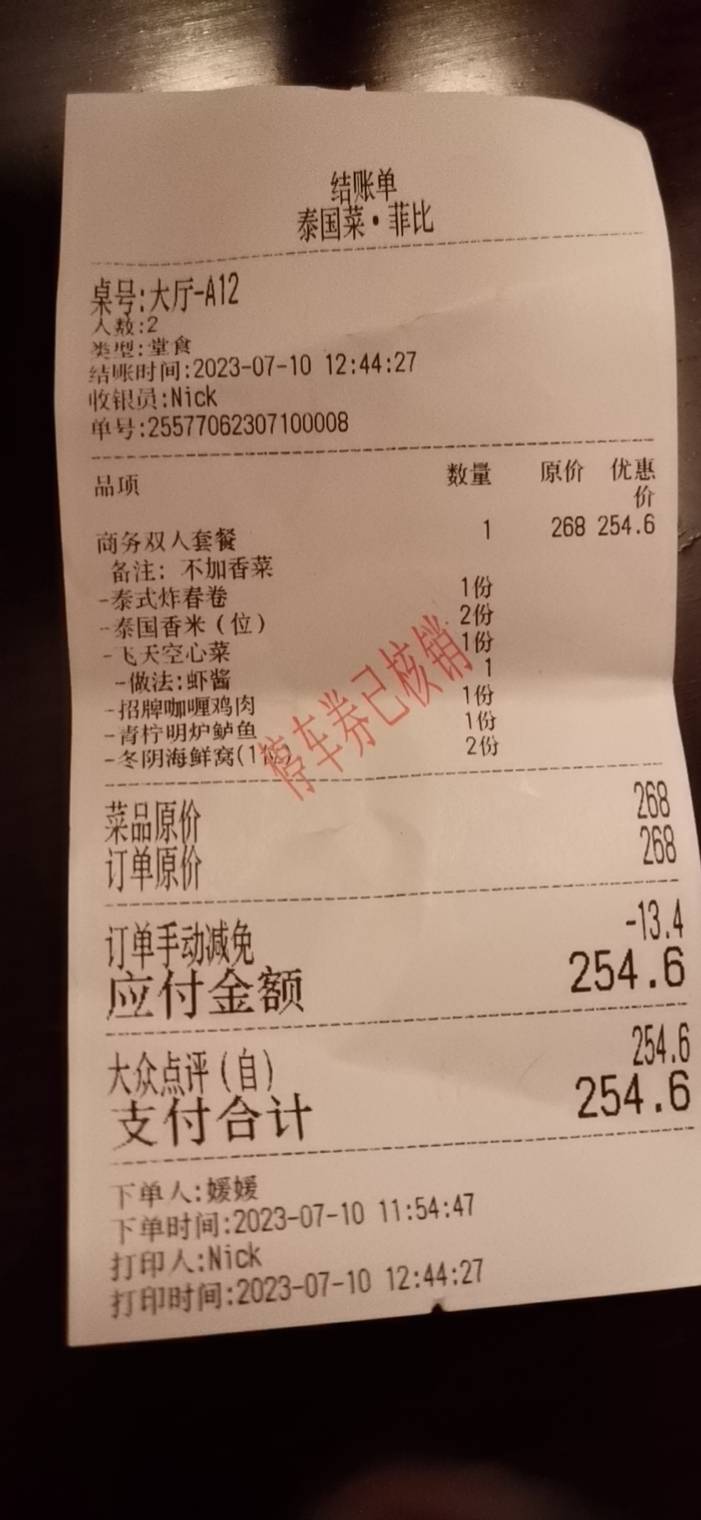 结账单
泰国菜·菲比
桌号:大厅-A12
人数:2
类型:堂食
结账时间:2023-07-10 12:44:27
收银员:Nick
单号:25577062307100008
品项 数量 原价 优惠价
商务双人套餐 1 268 254.6
备注: 不加香菜
-泰式炸春卷 1份
-泰国香米(位) 2份
-飞天空心菜 1份
-做法:虾酱 1
-招牌咖喱鸡肉 1份
-青柠明炉鲈鱼 1份
-冬阴海鲜窝(1位) 2份
停车券已核销
菜品原价 268
订单原价 268
订单手动减免 -13.4
应付金额 254.6
大众点评(自) 254.6
支付合计 254.6
下单人:媛媛
下单时间:2023-07-10 11:54:47
打印人:Nick
打印时间:2023-07-10 12:44:27